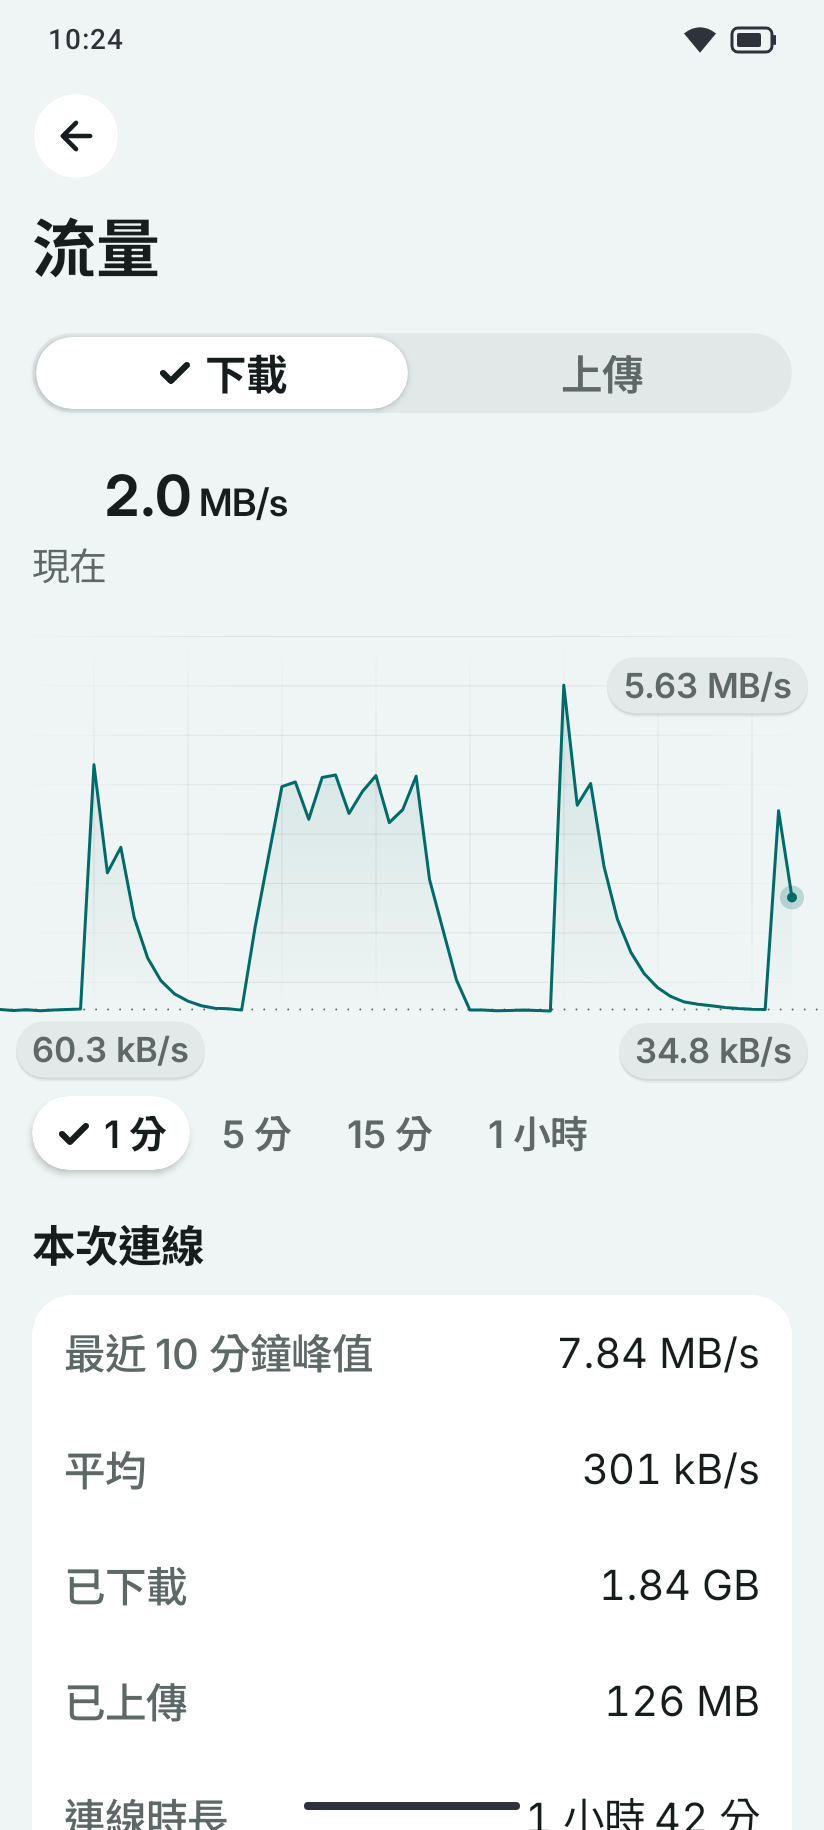 10:24
流量
下載
上傳
2.0 MB/s
現在
5.63 MB/s
60.3 kB/s
34.8 kB/s
1 分
5 分
15 分
1 小時
本次連線
最近 10 分鐘峰值
7.84 MB/s
平均
301 kB/s
已下載
1.84 GB
已上傳
126 MB
連線時長
1 小時 42 分